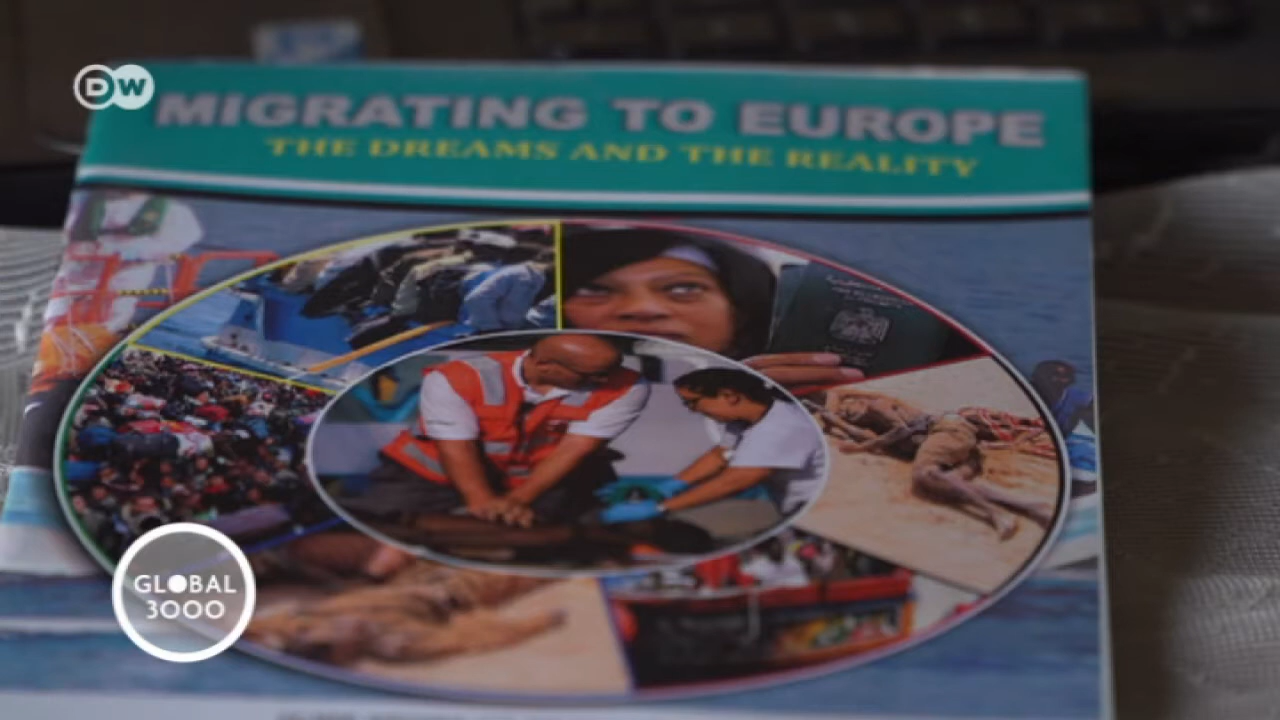 DW
MIGRATING TO EUROPE
THE DREAMS AND THE REALITY
GLOBAL
3000